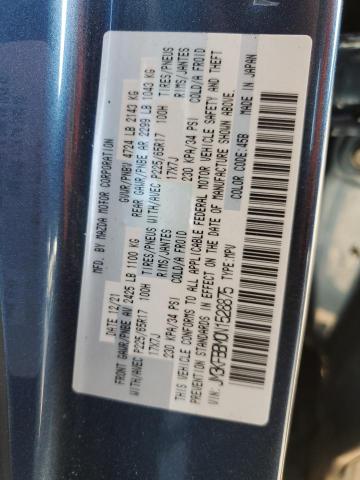 MFD. BY MAZDA MOTOR CORPORATION
DATE 12/21 GVWR/PNBV 4724 LB 2143 KG
FRONT GAWR/PNBE AV 2425 LB 1100 KG REAR GAWR/PNBE AR 2299 LB 1043 KG
WITH/AVEC P225/65R17 100H TIRES/PNEUS WITH/AVEC P225/65R17 100H TIRES/PNEUS
17X7J RIMS/JANTES 17X7J RIMS/JANTES
230 KPA/34 PSI COLD/A FROID 230 KPA/34 PSI COLD/A FROID
THIS VEHICLE CONFORMS TO ALL APPLICABLE FEDERAL MOTOR VEHICLE SAFETY AND THEFT
PREVENTION STANDARDS IN EFFECT ON THE DATE OF MANUFACTURE SHOWN ABOVE.
VIN: TYPE:MPV COLOR CODE:45B MADE IN JAPAN